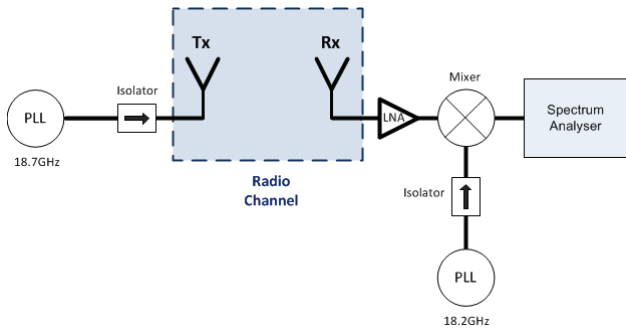 Tx
Rx
Isolator
Mixer
PLL
LNA
Spectrum
Analyser
18.7GHz
Radio
Channel
Isolator
PLL
18.2GHz